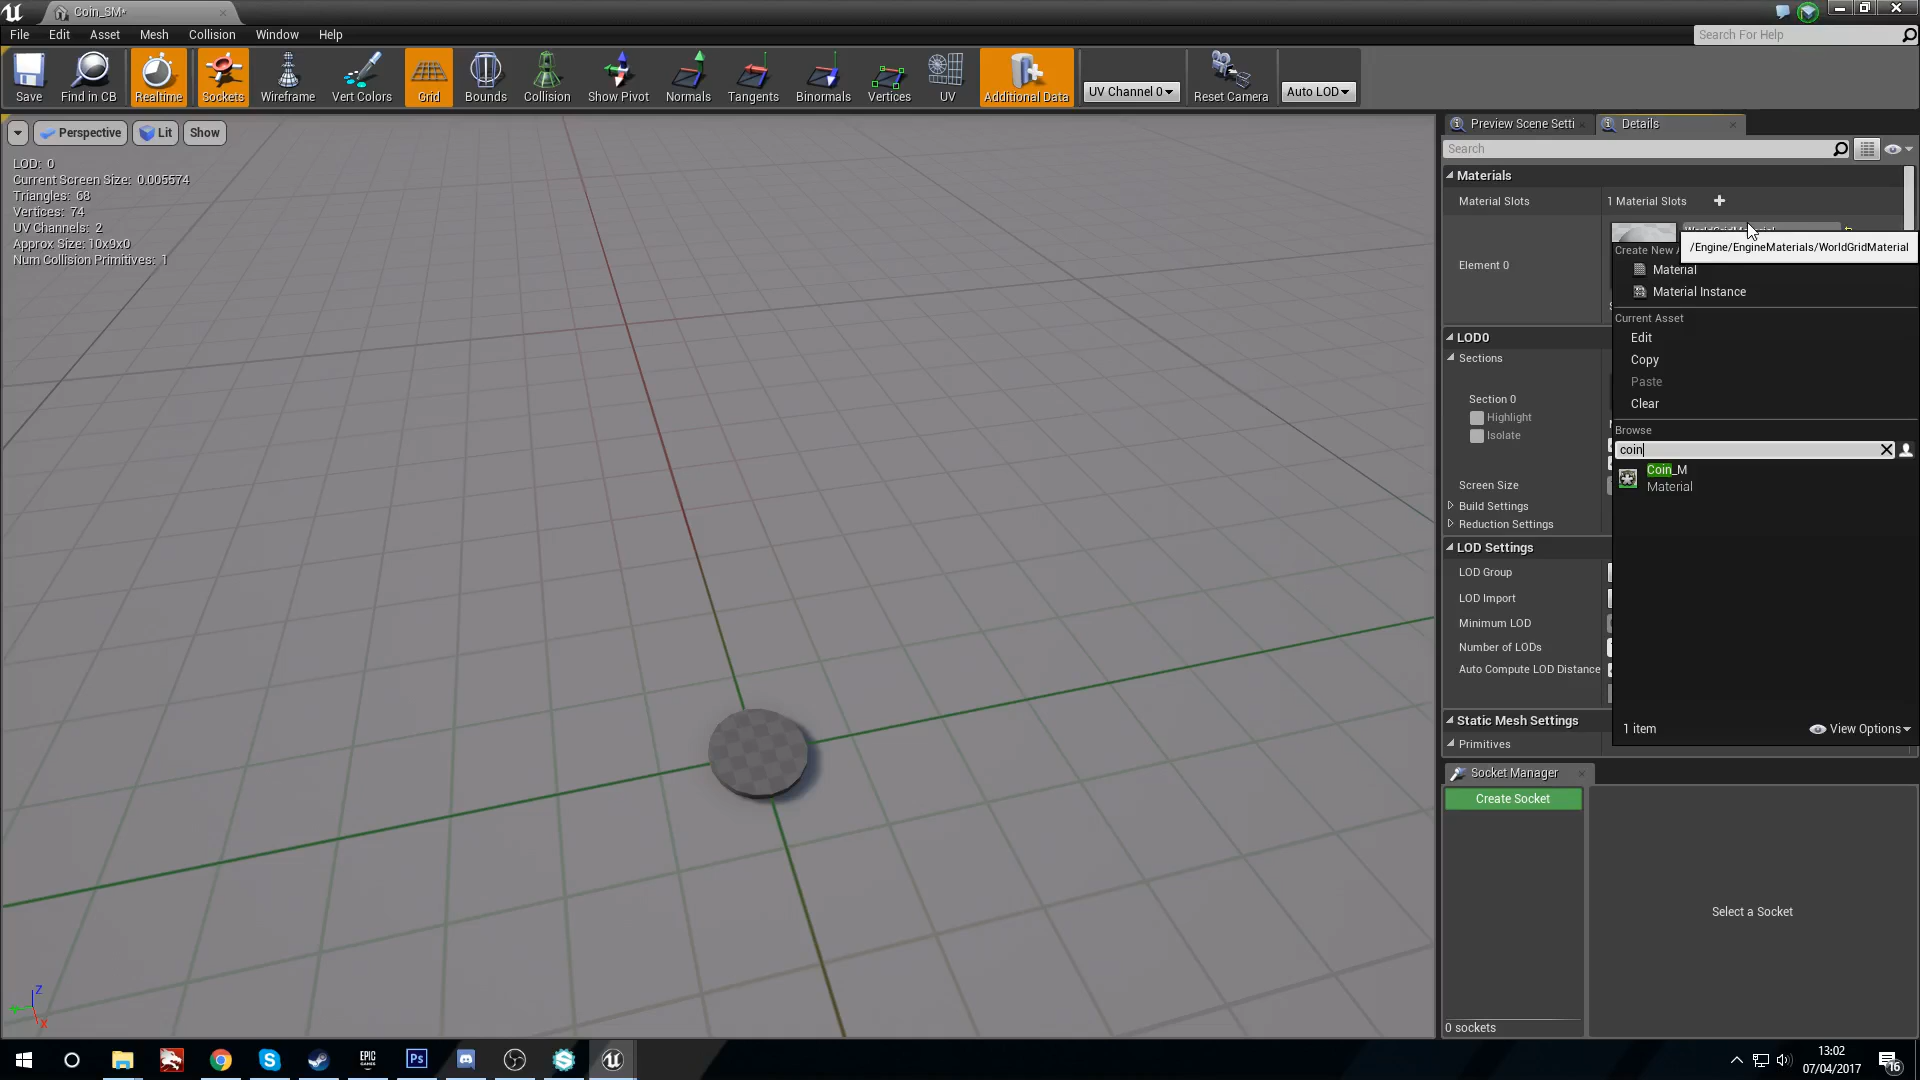 Coin_SM*
File Edit Asset Mesh Collision Window Help
Search For Help
Save Find in CB Realtime Sockets Wireframe Vert Colors Grid Bounds Collision Show Pivot Normals Tangents Binormals Vertices UV Additional Data UV Channel 0 Reset Camera Auto LOD
Perspective Lit Show
LOD: 0
Current Screen Size: 0.005574
Triangles: 68
Vertices: 74
UV Channels: 2
Approx Size: 10x9x0
Num Collision Primitives: 1
Preview Scene Setti Details
Search
Materials
Material Slots 1 Material Slots
WorldGridMaterial
/Engine/EngineMaterials/WorldGridMaterial
Create New
Element 0
Material
Material Instance
Current Asset
Edit
Copy
Paste
Clear
Browse
coin
Coin_M
Material
1 item View Options
LOD0
Sections
Section 0
Highlight
Isolate
Screen Size
Build Settings
Reduction Settings
LOD Settings
LOD Group
LOD Import
Minimum LOD
Number of LODs
Auto Compute LOD Distance
Static Mesh Settings
Primitives
Socket Manager
Create Socket
Select a Socket
0 sockets
Z
X
EPIC
GAMES
Ps
13:02
07/04/2017
16